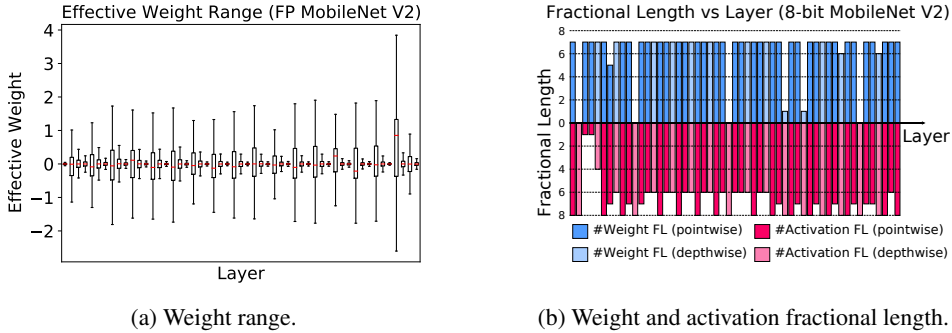 Effective Weight Range (FP MobileNet V2)
4
3
2
1
0
−1
−2
Effective Weight
Layer
(a) Weight range.
Fractional Length vs Layer (8-bit MobileNet V2)
8
6
4
2
0
2
4
6
8
Fractional Length
Layer
#Weight FL (pointwise)
#Activation FL (pointwise)
#Weight FL (depthwise)
#Activation FL (depthwise)
(b) Weight and activation fractional length.